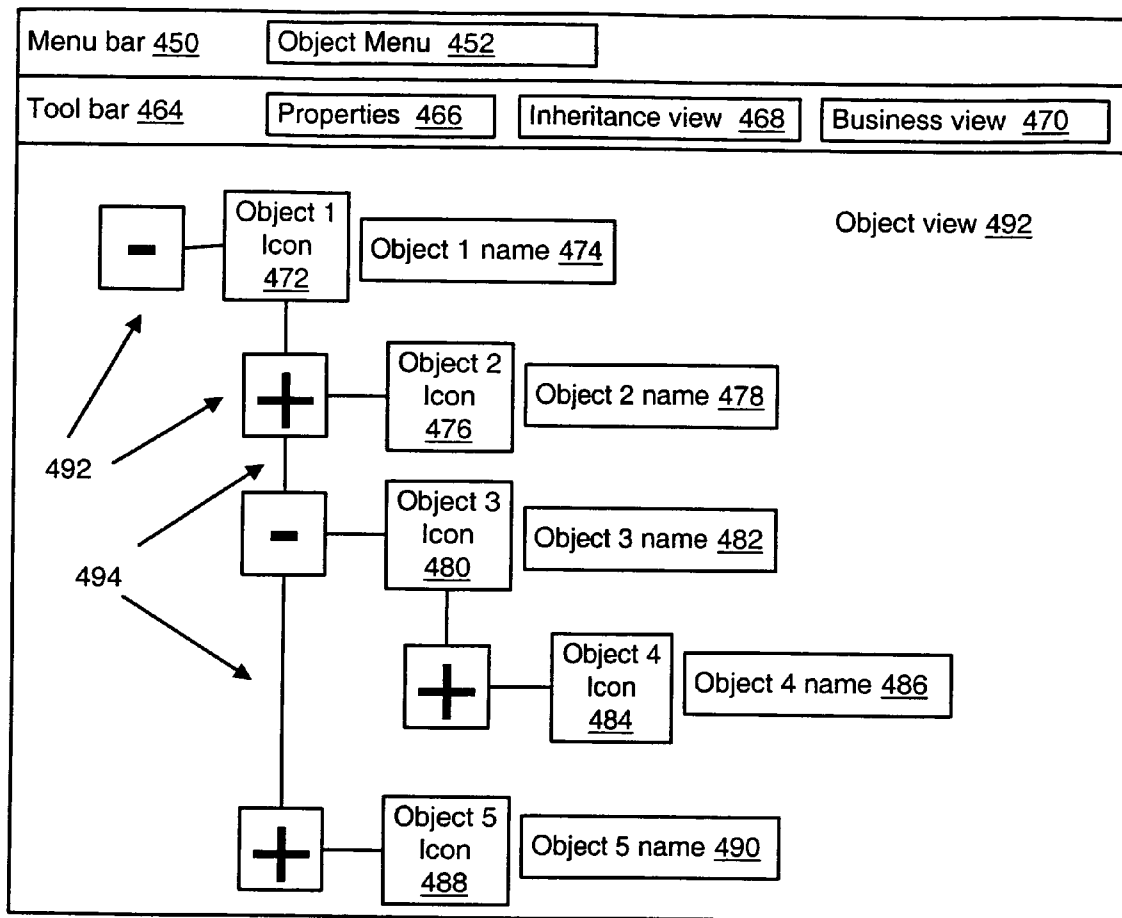 Menu bar 450
Object Menu 452
Tool bar 464
Properties 466
Inheritance view 468
Business view 470
Object view 492
-
Object 1
Icon
472
Object 1 name 474
+
Object 2
Icon
476
Object 2 name 478
492
-
Object 3
Icon
480
Object 3 name 482
494
+
Object 4
Icon
484
Object 4 name 486
+
Object 5
Icon
488
Object 5 name 490